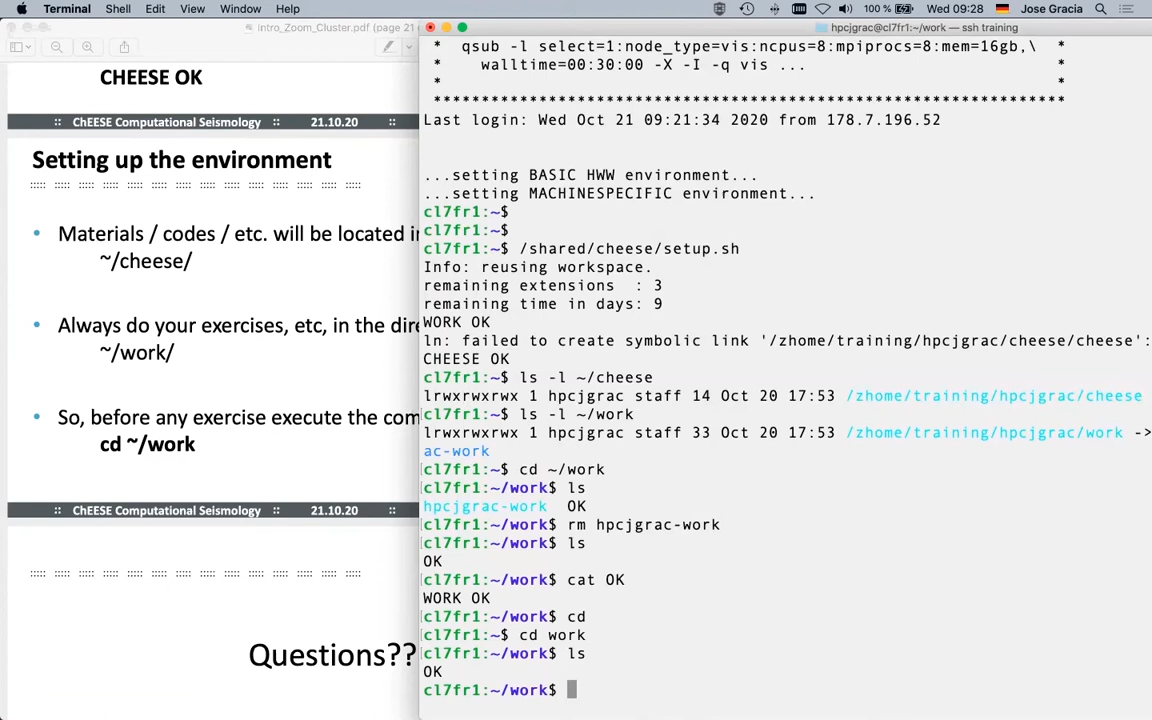 Terminal Shell Edit View Window Help 100 % Wed 09:28 Jose Gracia
Intro_Zoom_Cluster.pdf (page 21
CHEESE OK
:: ChEESE Computational Seismology :: 21.10.20 ::
Setting up the environment
• Materials / codes / etc. will be located i
~/cheese/
• Always do your exercises, etc, in the dire
~/work/
• So, before any exercise execute the com
cd ~/work
:: ChEESE Computational Seismology :: 21.10.20 ::
Questions??
hpcjgrac@cl7fr1:~/work — ssh training
* qsub -l select=1:node_type=vis:ncpus=8:mpiprocs=8:mem=16gb,\ *
* walltime=00:30:00 -X -I -q vis ... *
* *
*****************************************************************
Last login: Wed Oct 21 09:21:34 2020 from 178.7.196.52
...setting BASIC HWW environment...
...setting MACHINESPECIFIC environment...
cl7fr1:~$
cl7fr1:~$
cl7fr1:~$ /shared/cheese/setup.sh
Info: reusing workspace.
remaining extensions : 3
remaining time in days: 9
WORK OK
ln: failed to create symbolic link '/zhome/training/hpcjgrac/cheese/cheese':
CHEESE OK
cl7fr1:~$ ls -l ~/cheese
lrwxrwxrwx 1 hpcjgrac staff 14 Oct 20 17:53 /zhome/training/hpcjgrac/cheese
cl7fr1:~$ ls -l ~/work
lrwxrwxrwx 1 hpcjgrac staff 33 Oct 20 17:53 /zhome/training/hpcjgrac/work ->
ac-work
cl7fr1:~$ cd ~/work
cl7fr1:~/work$ ls
hpcjgrac-work OK
cl7fr1:~/work$ rm hpcjgrac-work
cl7fr1:~/work$ ls
OK
cl7fr1:~/work$ cat OK
WORK OK
cl7fr1:~/work$ cd
cl7fr1:~$ cd work
cl7fr1:~/work$ ls
OK
cl7fr1:~/work$